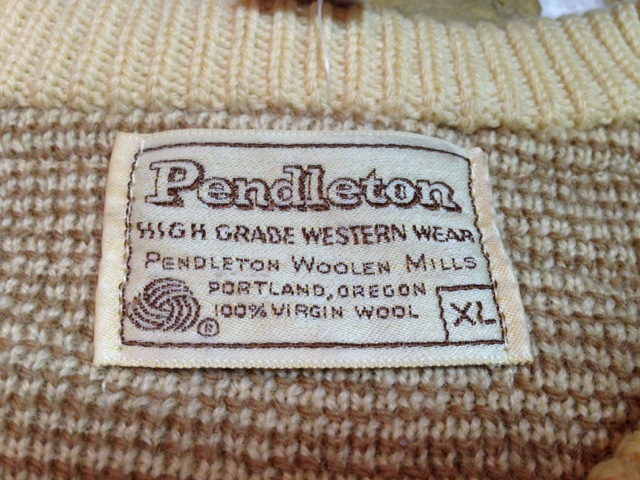 Pendleton
HIGH GRADE WESTERN WEAR
PENDLETON WOOLEN MILLS
PORTLAND, OREGON
100% VIRGIN WOOL
®
XL